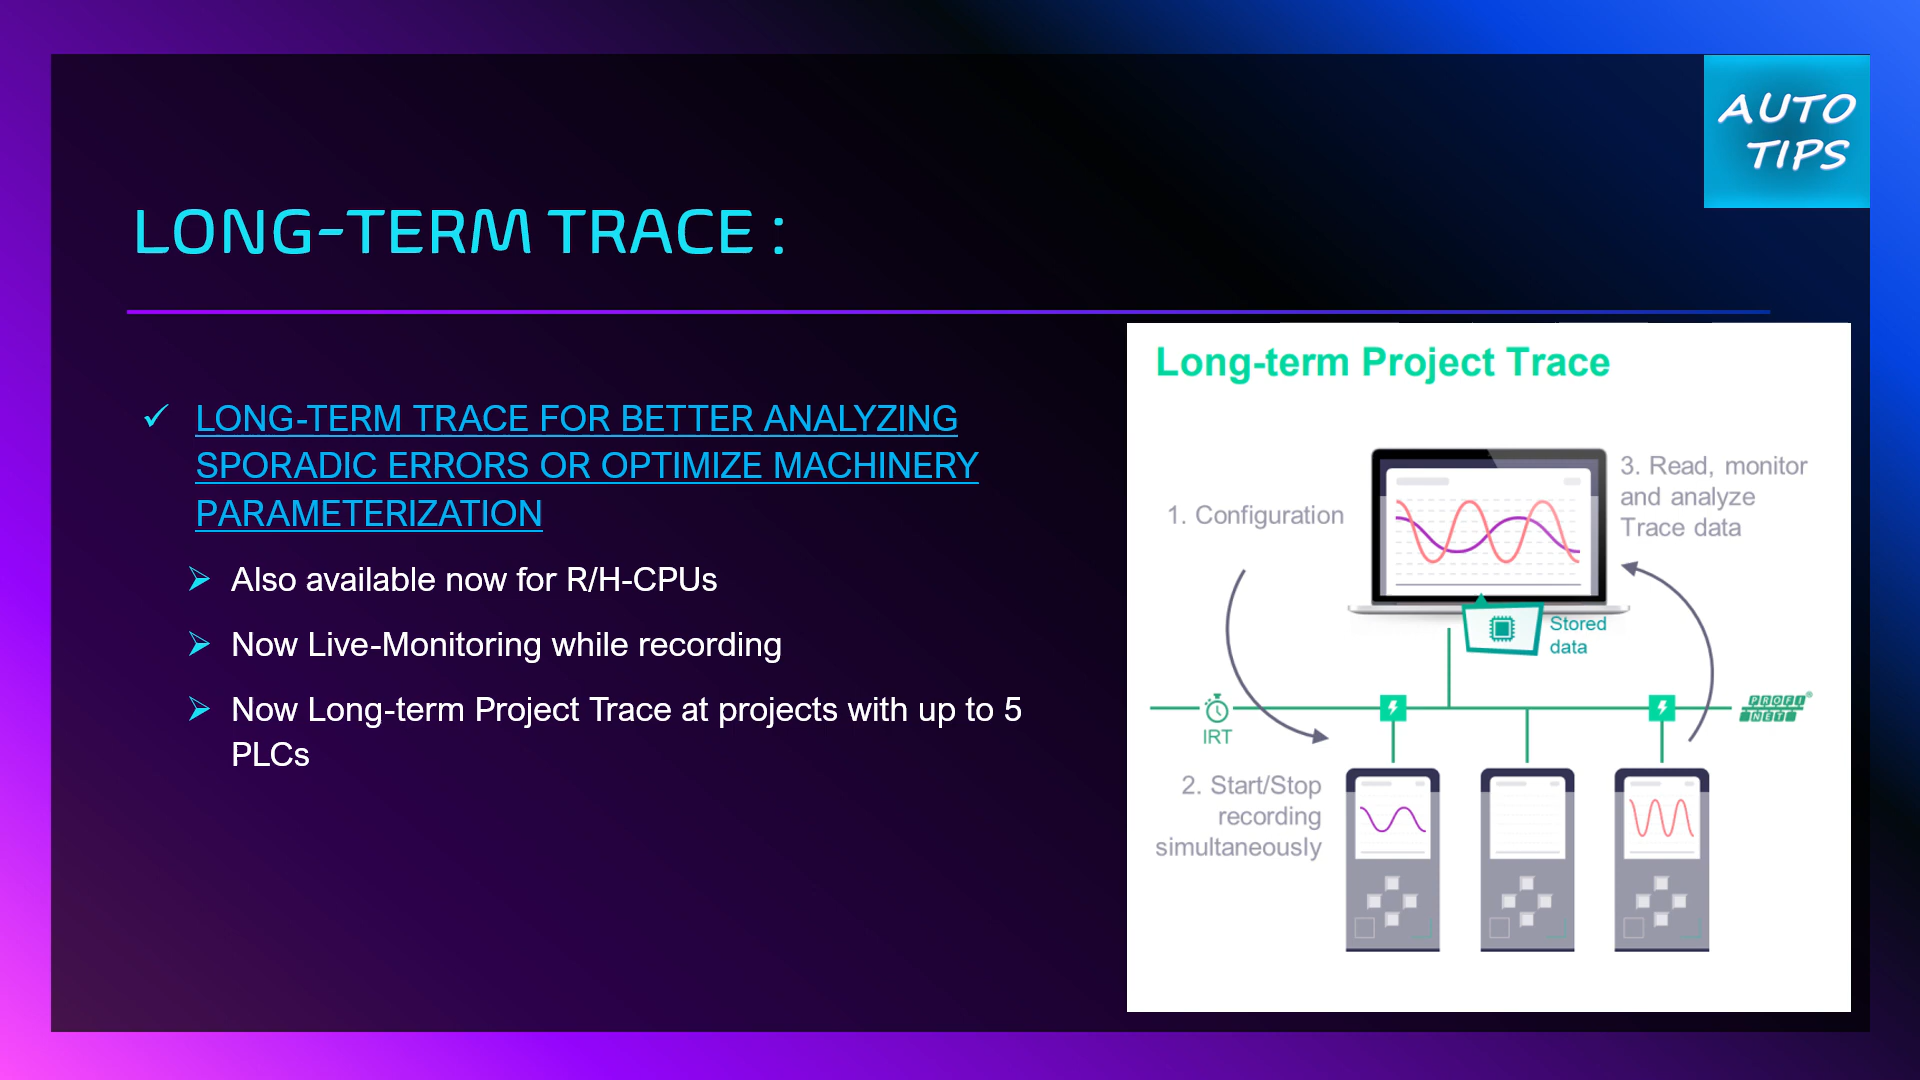 AUTO
TIPS
LONG-TERM TRACE :
LONG-TERM TRACE FOR BETTER ANALYZING
SPORADIC ERRORS OR OPTIMIZE MACHINERY
PARAMETERIZATION
Also available now for R/H-CPUs
Now Live-Monitoring while recording
Now Long-term Project Trace at projects with up to 5
PLCs
Long-term Project Trace
1. Configuration
3. Read, monitor
and analyze
Trace data
Stored
data
IRT
PROFI
NET
2. Start/Stop
recording
simultaneously